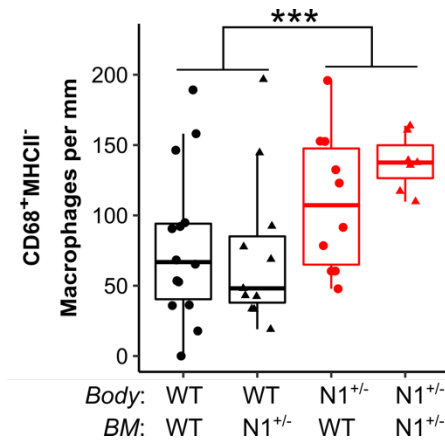 ***
CD68⁺MHCII⁻
Macrophages per mm
200
150
100
50
0
Body: WT WT N1⁺/⁻ N1⁺/⁻
BM: WT N1⁺/⁻ WT N1⁺/⁻